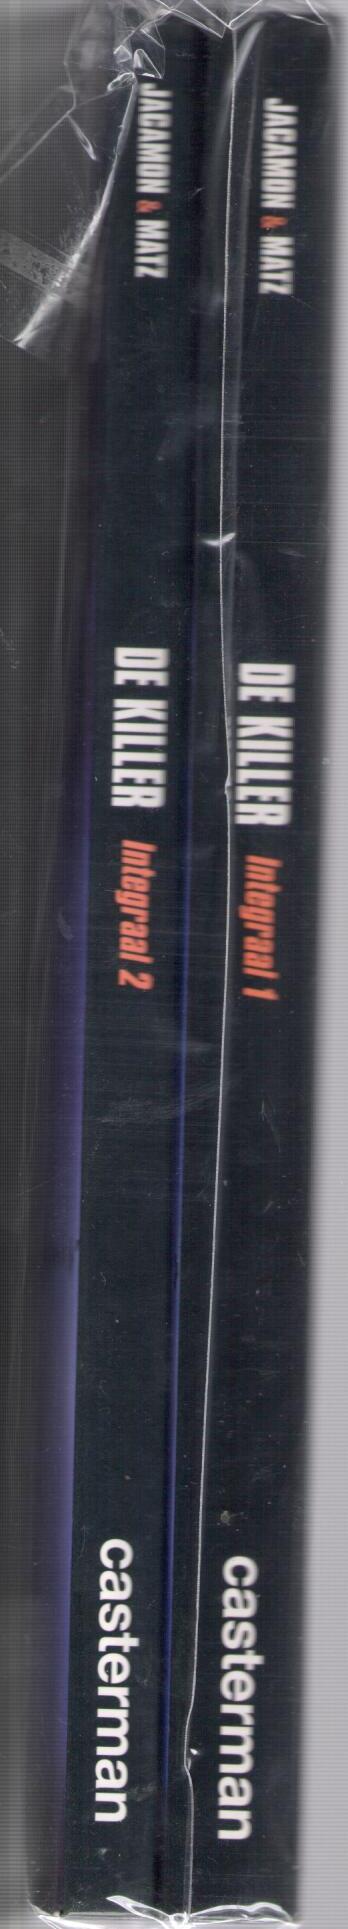 JACAMON & MATZ DE KILLER Integraal 1 casterman
JACAMON & MATZ DE KILLER Integraal 2 casterman